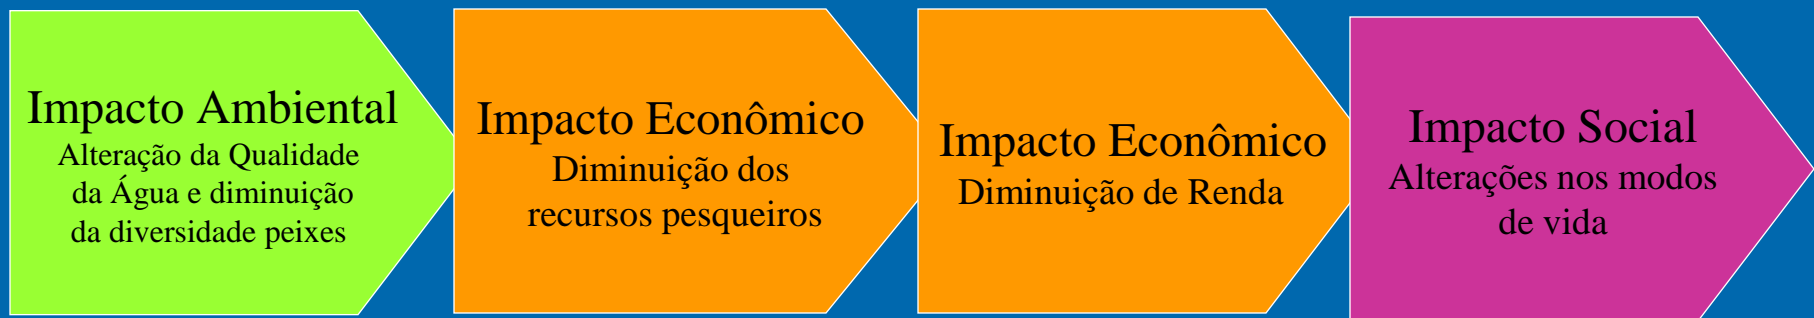 Impacto Ambiental
Alteração da Qualidade
da Água e diminuição
da diversidade peixes
Impacto Econômico
Diminuição dos
recursos pesqueiros
Impacto Econômico
Diminuição de Renda
Impacto Social
Alterações nos modos
de vida